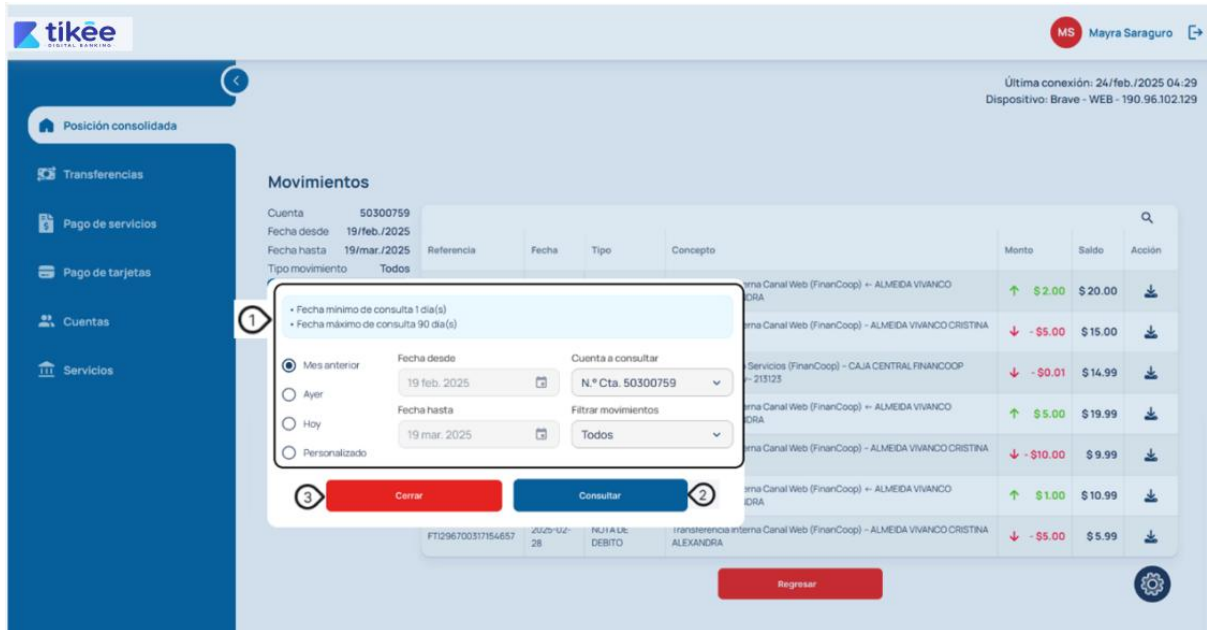 tikēe
DIGITAL BANKING
MS Mayra Saraguro
Última conexión: 24/feb./2025 04:29
Dispositivo: Brave - WEB - 190.96.102.129
Posición consolidada
Transferencias
Pago de servicios
Pago de tarjetas
Cuentas
Servicios
Movimientos
Cuenta 50300759
Fecha desde 19/feb./2025
Fecha hasta 19/mar./2025
Tipo movimiento Todos
Referencia Fecha Tipo Concepto Monto Saldo Acción
1
• Fecha mínimo de consulta 1 día(s)
• Fecha máximo de consulta 90 día(s)
Mes anterior
Ayer
Hoy
Personalizado
Fecha desde
19 feb. 2025
Fecha hasta
19 mar. 2025
Cuenta a consultar
N.º Cta. 50300759
Filtrar movimientos
Todos
3 Cerrar
Consultar 2
erna Canal Web (FinanCoop) ← ALMEIDA VIVANCO
DRA
↑ $2.00 $20.00
erna Canal Web (FinanCoop) - ALMEIDA VIVANCO CRISTINA
↓ - $5.00 $15.00
Servicios (FinanCoop) - CAJA CENTRAL FINANCOOP
- 213123
↓ - $0.01 $14.99
erna Canal Web (FinanCoop) ← ALMEIDA VIVANCO
DRA
↑ $5.00 $19.99
erna Canal Web (FinanCoop) - ALMEIDA VIVANCO CRISTINA
↓ - $10.00 $9.99
erna Canal Web (FinanCoop) ← ALMEIDA VIVANCO
DRA
↑ $1.00 $10.99
FTI296700317154657
2025-02-
28
NOTA DE
DEBITO
Transferencia Interna Canal Web (FinanCoop) - ALMEIDA VIVANCO CRISTINA
ALEXANDRA
↓ - $5.00 $5.99
Regresar